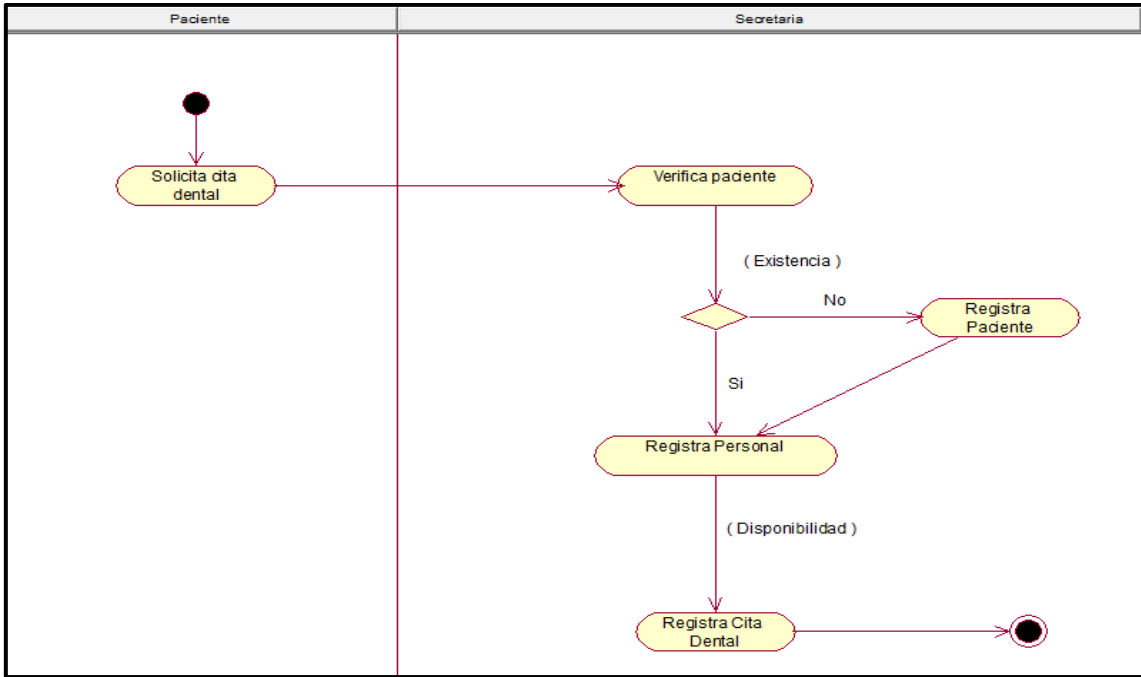 Paciente
Secretaria
Solicita cita
dental
Verifica paciente
( Existencia )
No
Registra
Paciente
Si
Registra Personal
( Disponibilidad )
Registra Cita
Dental